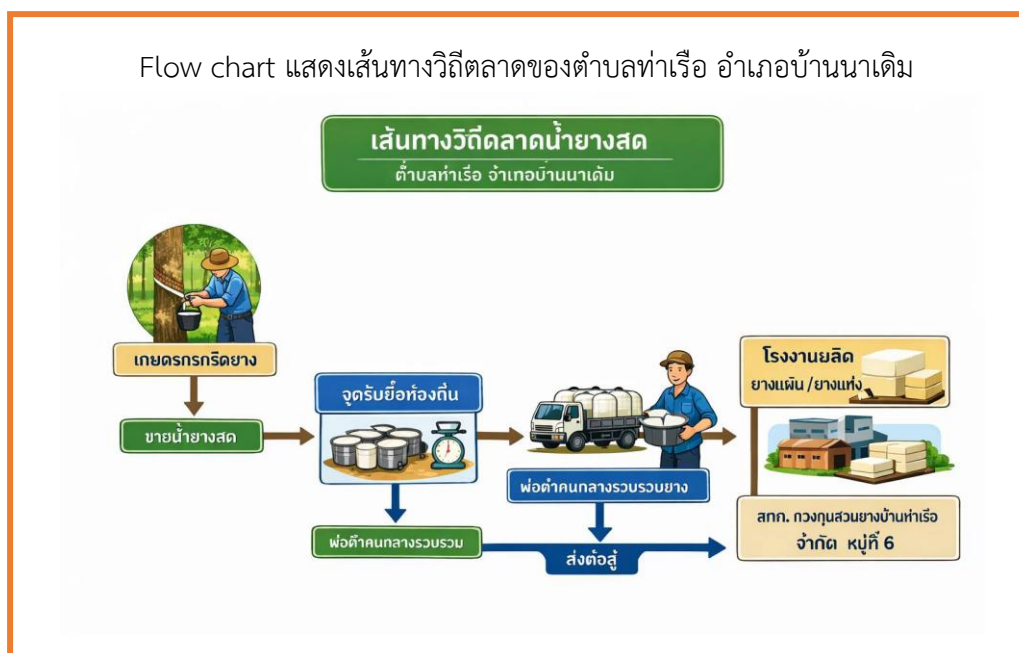 Flow chart แสดงเส้นทางวิถีตลาดของตำบลท่าเรือ อำเภอบ้านนาเดิม
เส้นทางวิถีดลาดน้ำยางสด
ตำบลท่าเรือ จำเทอบ้านนาเดัม
เกษดรกรกรีดยาง
ขายน้ำยางสด
จุดรับยื้อท้องถื่น
พ่อต๊าคนกลางรวบรวม
พ่อตำคนกลางรวบรวบยาง
ส่งต้อสู้
โรงงานยลิด
ยางแผ้น/ยางแท่ง
สทก. กวงกุนสวนยางบ้านท่าเรือ
จำกัด หมู่ที่ 6